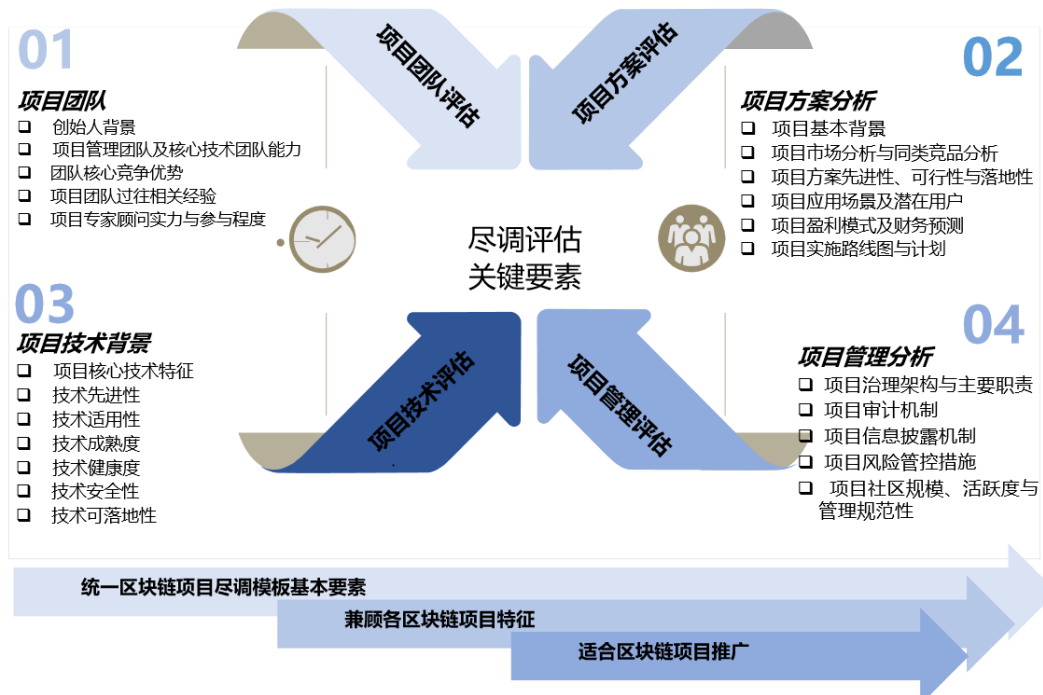 01
项目团队
创始人背景
项目管理团队及核心技术团队能力
团队核心竞争优势
项目团队过往相关经验
项目专家顾问实力与参与程度
项目团队评估
项目方案评估
02
项目方案分析
项目基本背景
项目市场分析与同类竞品分析
项目方案先进性、可行性与落地性
项目应用场景及潜在用户
项目盈利模式及财务预测
项目实施路线图与计划
尽调评估
关键要素
03
项目技术背景
项目核心技术特征
技术先进性
技术适用性
技术成熟度
技术健康度
技术安全性
技术可落地性
项目技术评估
项目管理评估
04
项目管理分析
项目治理架构与主要职责
项目审计机制
项目信息披露机制
项目风险管控措施
项目社区规模、活跃度与
管理规范性
统一区块链项目尽调模板基本要素
兼顾各区块链项目特征
适合区块链项目推广